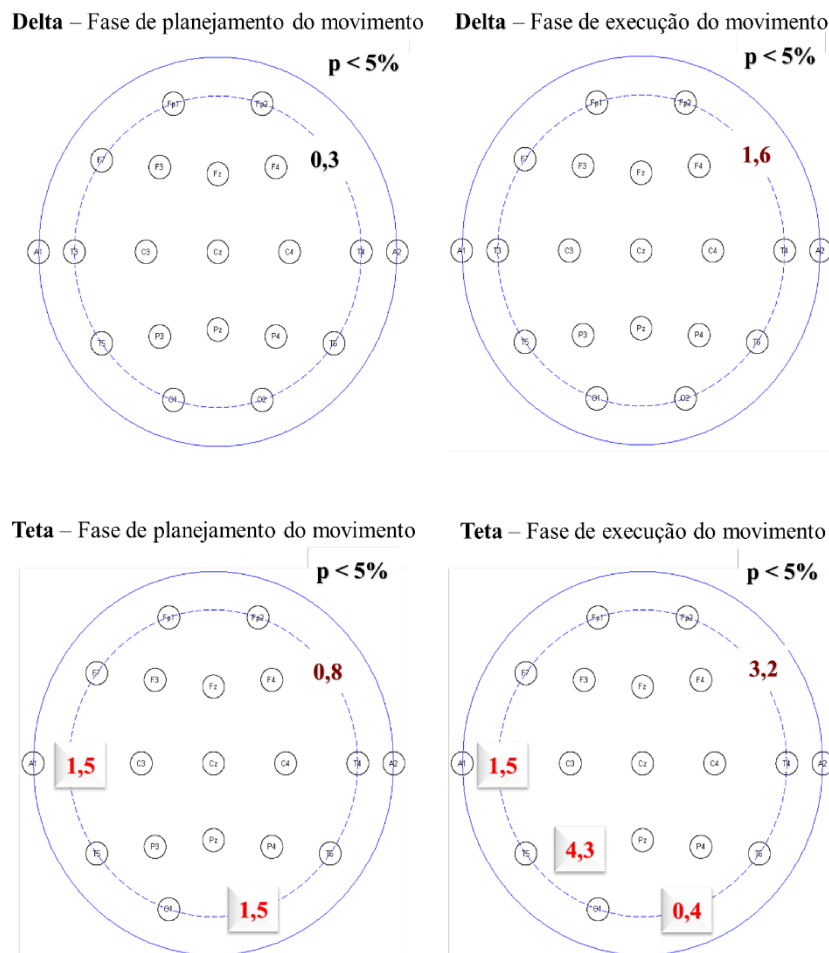 Delta – Fase de planejamento do movimento
p < 5%
Fp1 Fp2
F7 F3 Fz F4 0,3
A1 T3 C3 Cz C4 T4 A2
T5 P3 Pz P4 T6
O1 O2
Delta – Fase de execução do movimento
p < 5%
Fp1 Fp2
F7 F3 Fz F4 1,6
A1 T3 C3 Cz C4 T4 A2
T5 P3 Pz P4 T6
O1 O2
Teta – Fase de planejamento do movimento
p < 5%
Fp1 Fp2
F7 F3 Fz F4 0,8
A1 1,5 C3 Cz C4 T4 A2
T5 P3 Pz P4 T6
O1 1,5
Teta – Fase de execução do movimento
p < 5%
Fp1 Fp2
F7 F3 Fz F4 3,2
A1 1,5 C3 Cz C4 T4 A2
T5 4,3 Pz P4 T6
O1 0,4